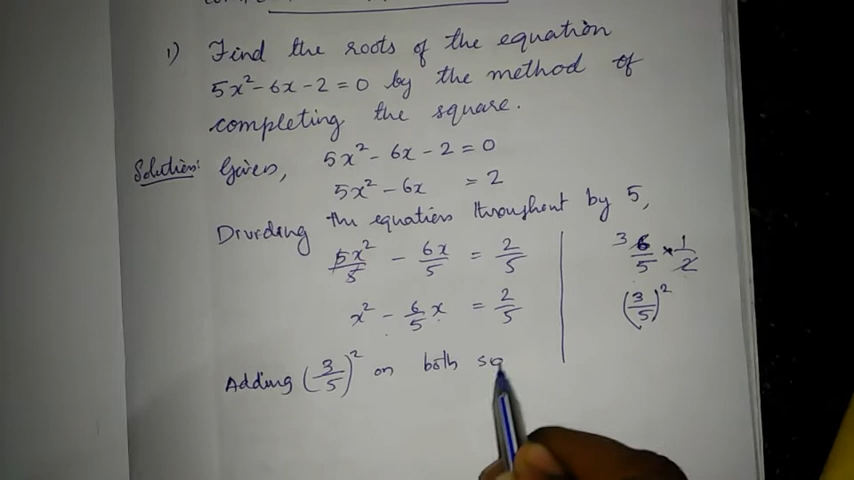 1) Find the roots of the equation
5x² - 6x - 2 = 0 by the method of
completing the square.
Solution: Given, 5x² - 6x - 2 = 0
5x² - 6x = 2
Dividing the equation throughout by 5,
5x²/5 - 6x/5 = 2/5
x² - 6/5 x = 2/5
3 6/5 × 1/2
(3/5)²
Adding (3/5)² on both